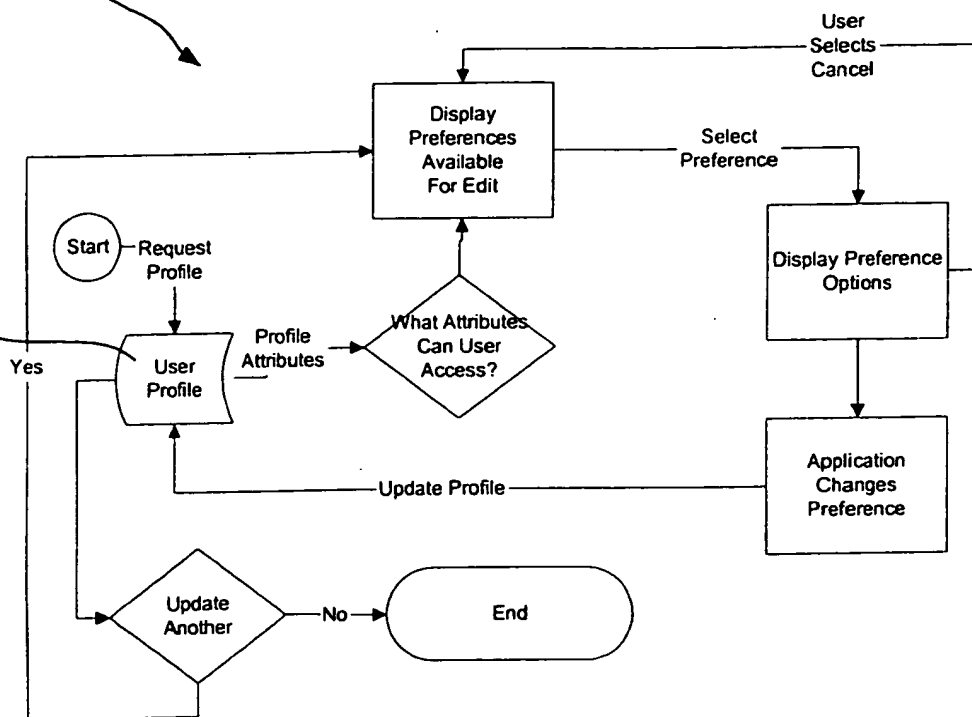 User
Selects
Cancel
Display
Preferences
Available
For Edit
Select
Preference
Start
Request
Profile
Display Preference
Options
What Attributes
Can User
Access?
Profile
Attributes
User
Profile
Yes
Application
Changes
Preference
Update Profile
Update
Another
No
End